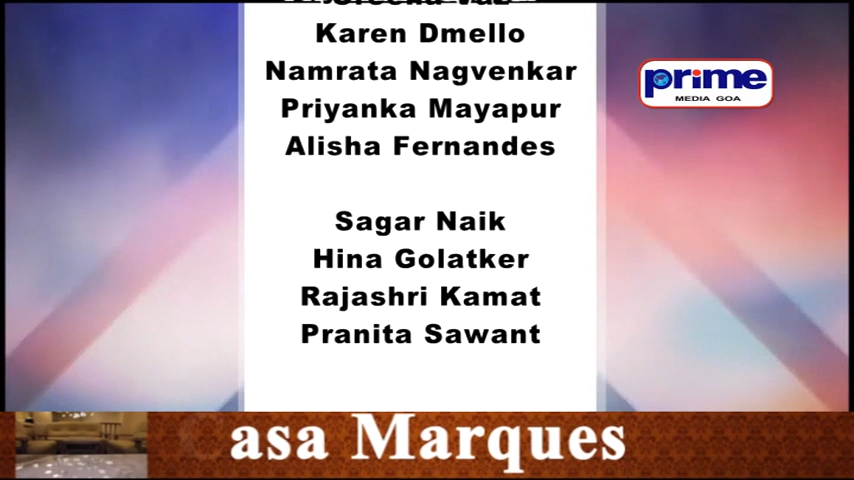 Karen Dmello
Namrata Nagvenkar
Priyanka Mayapur
Alisha Fernandes
Sagar Naik
Hina Golatker
Rajashri Kamat
Pranita Sawant
prime
MEDIA GOA
Casa Marques